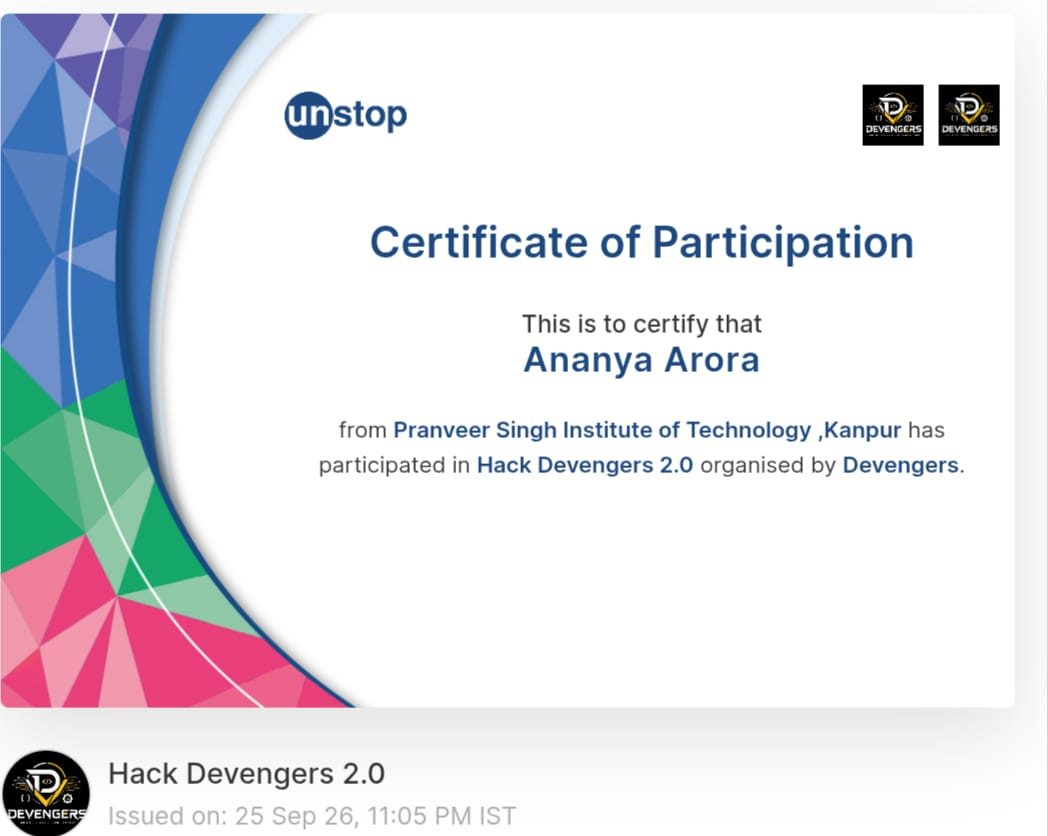 unstop
DEVENGERS
DEVENGERS
Certificate of Participation
This is to certify that
Ananya Arora
from Pranveer Singh Institute of Technology ,Kanpur has
participated in Hack Devengers 2.0 organised by Devengers.
DEVENGERS
Hack Devengers 2.0
Issued on: 25 Sep 26, 11:05 PM IST